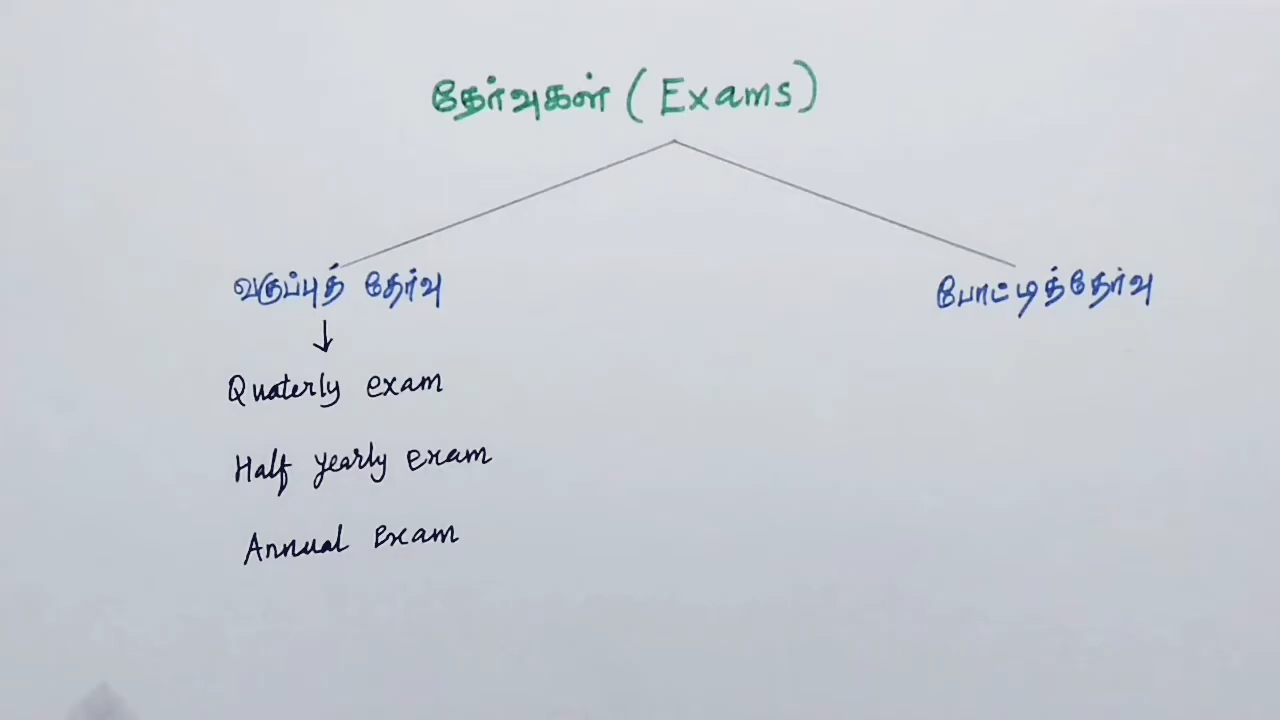 தேர்வுகள் (Exams)
வகுப்புத் தேர்வு
போட்டித்தேர்வு
Quaterly exam
Half yearly exam
Annual Exam